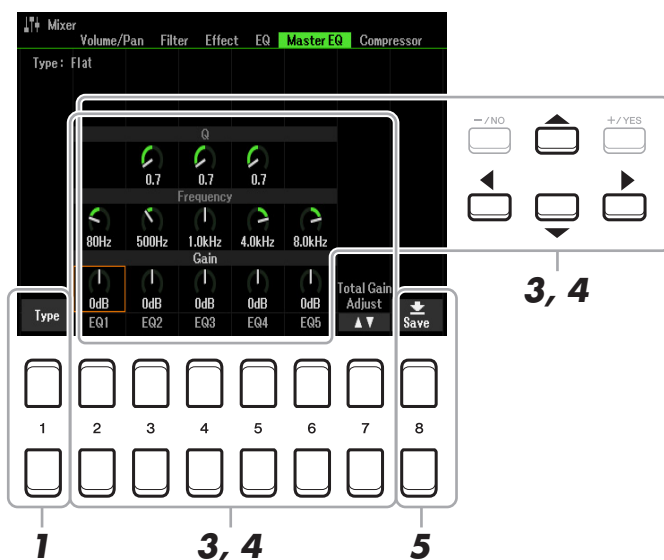 Mixer
Volume/Pan Filter Effect EQ Master EQ Compressor
Type: Flat
Q
0.7 0.7 0.7
Frequency
80Hz 500Hz 1.0kHz 4.0kHz 8.0kHz
Gain
0dB 0dB 0dB 0dB 0dB
EQ1 EQ2 EQ3 EQ4 EQ5
Type
Total Gain
Adjust
▲▼
Save
–/NO
+/YES
3, 4
1 2 3 4 5 6 7 8
1 3, 4 5